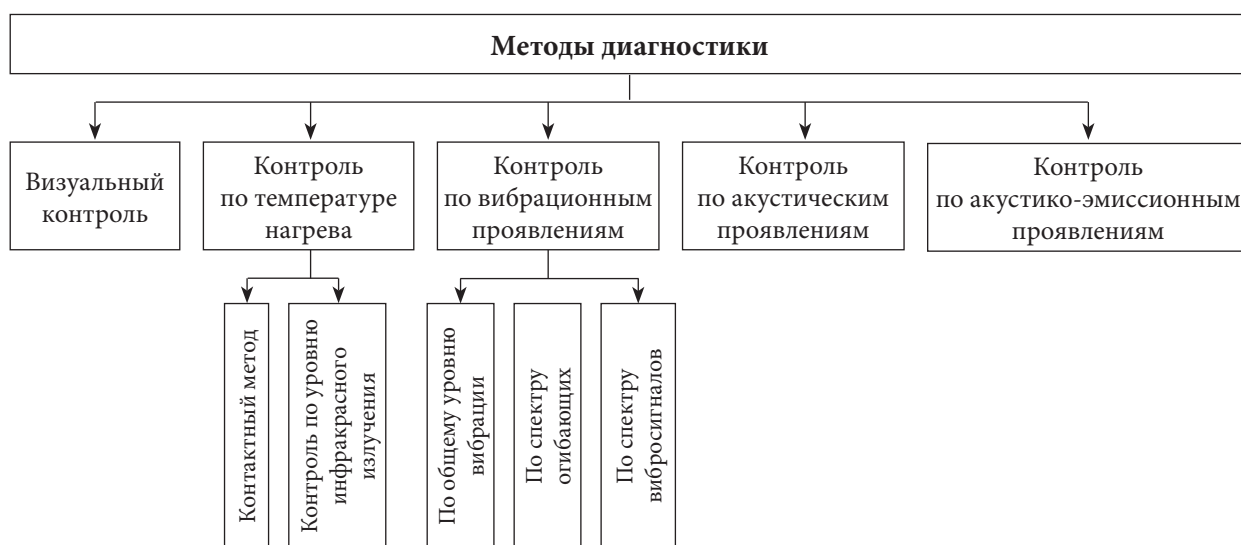 Методы диагностики
Визуальный
контроль
Контроль
по температуре
нагрева
Контроль
по вибрационным
проявлениям
Контроль
по акустическим
проявлениям
Контроль
по акустико-эмиссионным
проявлениям
Контактный метод
Контроль по уровню
инфракрасного
излучения
По общему уровню
вибрации
По спектру
огибающих
По спектру
вибросигналов